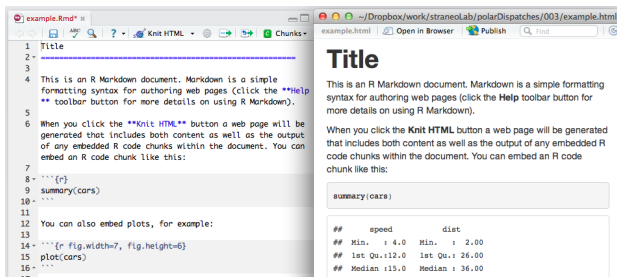 example.Rmd*
ABC ? Knit HTML Chunks
1 Title
2 ======================================================
3
4 This is an R Markdown document. Markdown is a simple
formatting syntax for authoring web pages (click the **Help
** toolbar button for more details on using R Markdown).
5
6 When you click the **Knit HTML** button a web page will be
generated that includes both content as well as the output
of any embedded R code chunks within the document. You can
embed an R code chunk like this:
7
8 ```{r}
9 summary(cars)
10 ```
11
12 You can also embed plots, for example:
13
14 ```{r fig.width=7, fig.height=6}
15 plot(cars)
16 ```
~/Dropbox/work/straneoLab/polarDispatches/003/example.html
example.html Open in Browser Publish Find
Title
This is an R Markdown document. Markdown is a simple formatting
syntax for authoring web pages (click the Help toolbar button for
more details on using R Markdown).
When you click the Knit HTML button a web page will be generated
that includes both content as well as the output of any embedded R
code chunks within the document. You can embed an R code
chunk like this:
summary(cars)
## speed dist
## Min. : 4.0 Min. : 2.00
## 1st Qu.:12.0 1st Qu.: 26.00
## Median :15.0 Median : 36.00